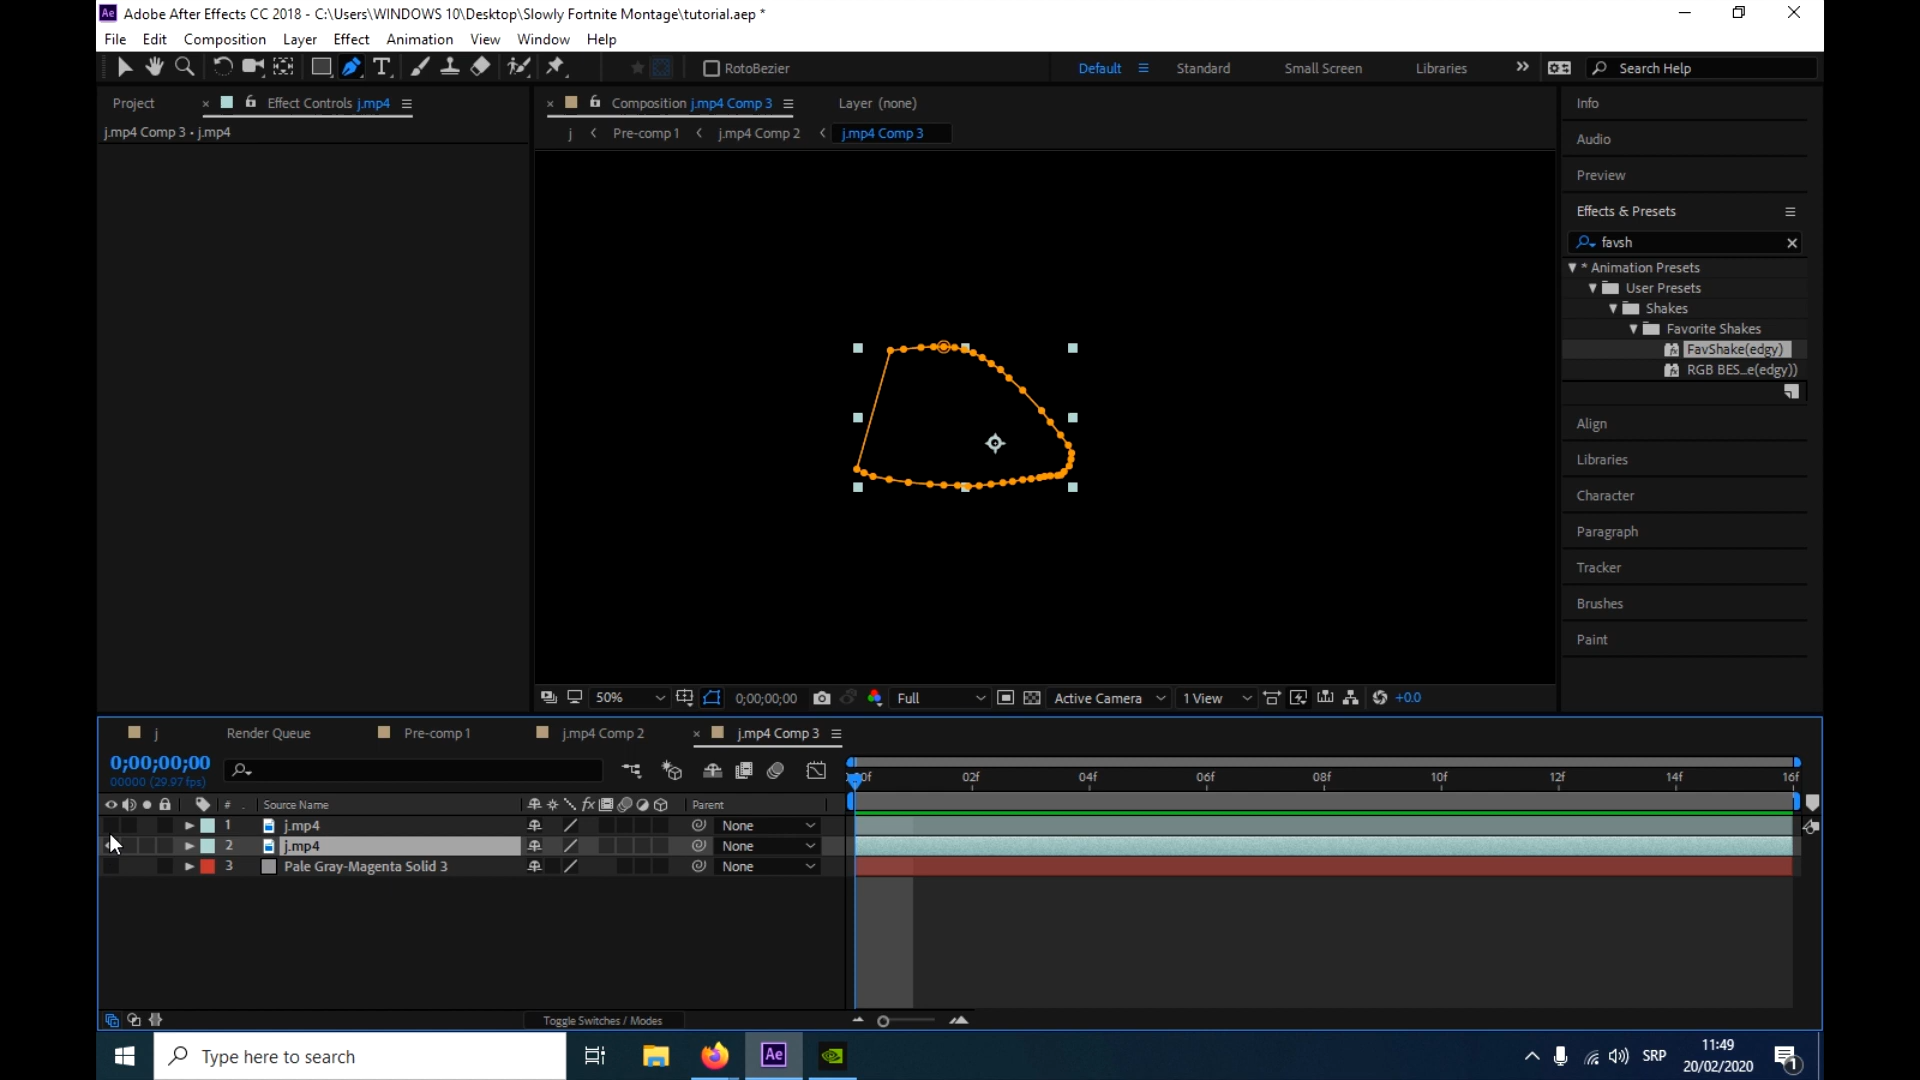 Ae Adobe After Effects CC 2018 - C:\Users\WINDOWS 10\Desktop\Slowly Fortnite Montage\tutorial.aep *
File Edit Composition Layer Effect Animation View Window Help
RotoBezier Default Standard Small Screen Libraries Search Help
Project Effect Controls j.mp4 Composition j.mp4 Comp 3 Layer (none) Info
j.mp4 Comp 3 • j.mp4 j Pre-comp 1 j.mp4 Comp 2 j.mp4 Comp 3
Audio
Preview
Effects & Presets
favsh
* Animation Presets
User Presets
Shakes
Favorite Shakes
FavShake(edgy)
RGB BES...e(edgy))
Align
Libraries
Character
Paragraph
Tracker
Brushes
Paint
50% 0;00;00;00 Full Active Camera 1 View +0.0
j Render Queue Pre-comp 1 j.mp4 Comp 2 j.mp4 Comp 3
0;00;00;00
00000 (29.97 fps)
00f 02f 04f 06f 08f 10f 12f 14f 16f
# Source Name fx Parent
1 j.mp4 None
2 j.mp4 None
3 Pale Gray-Magenta Solid 3 None
Toggle Switches / Modes
Type here to search Ae SRP 11:49
20/02/2020 1